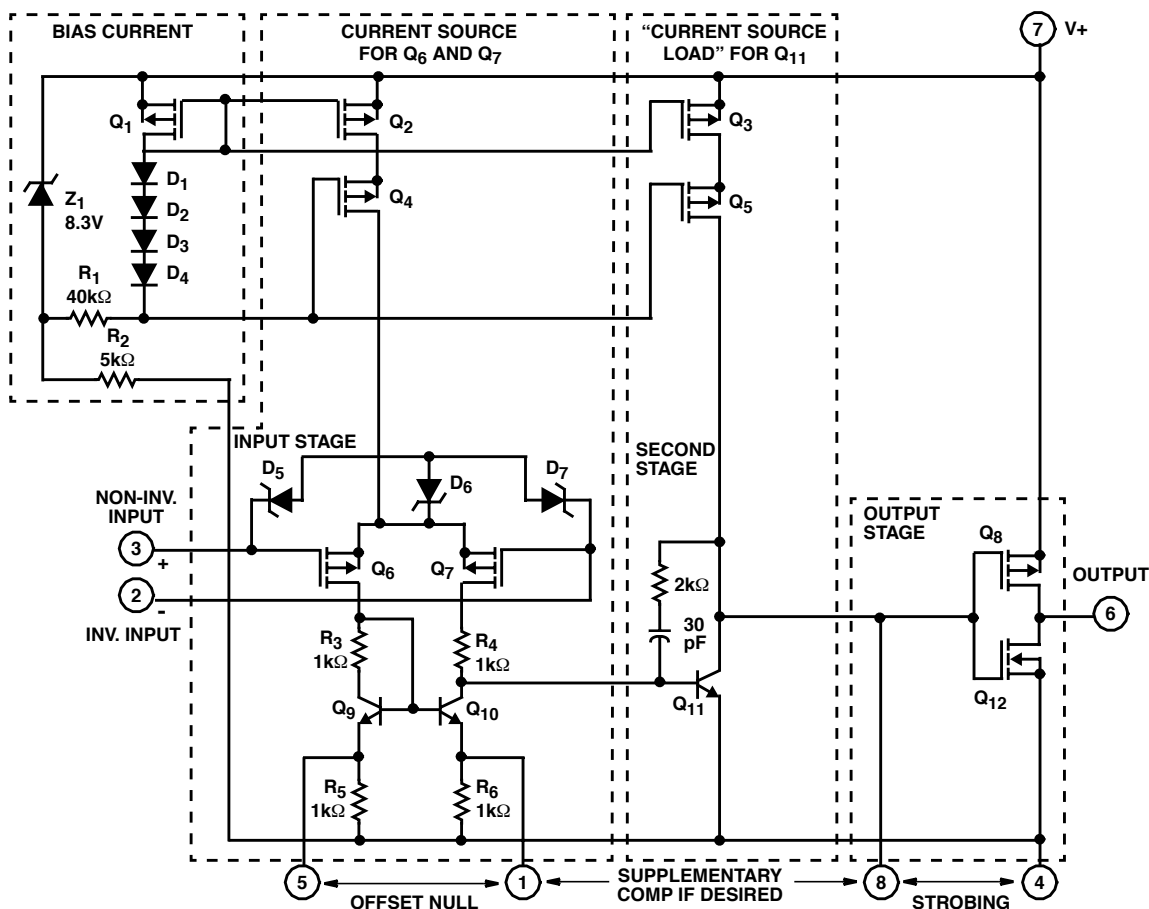 BIAS CURRENT
CURRENT SOURCE
FOR Q6 AND Q7
“CURRENT SOURCE
LOAD” FOR Q11
7
V+
Q1
Q2
Q3
D1
Q4
Q5
Z1
8.3V
D2
D3
D4
R1
40kΩ
R2
5kΩ
INPUT STAGE
D5
D6
D7
SECOND
STAGE
NON-INV.
INPUT
3
+
Q6
Q7
2
-
INV. INPUT
2kΩ
30
pF
OUTPUT
STAGE
Q8
OUTPUT
6
R3
1kΩ
R4
1kΩ
Q9
Q10
Q11
Q12
R5
1kΩ
R6
1kΩ
5
OFFSET NULL
1
SUPPLEMENTARY
COMP IF DESIRED
8
STROBING
4